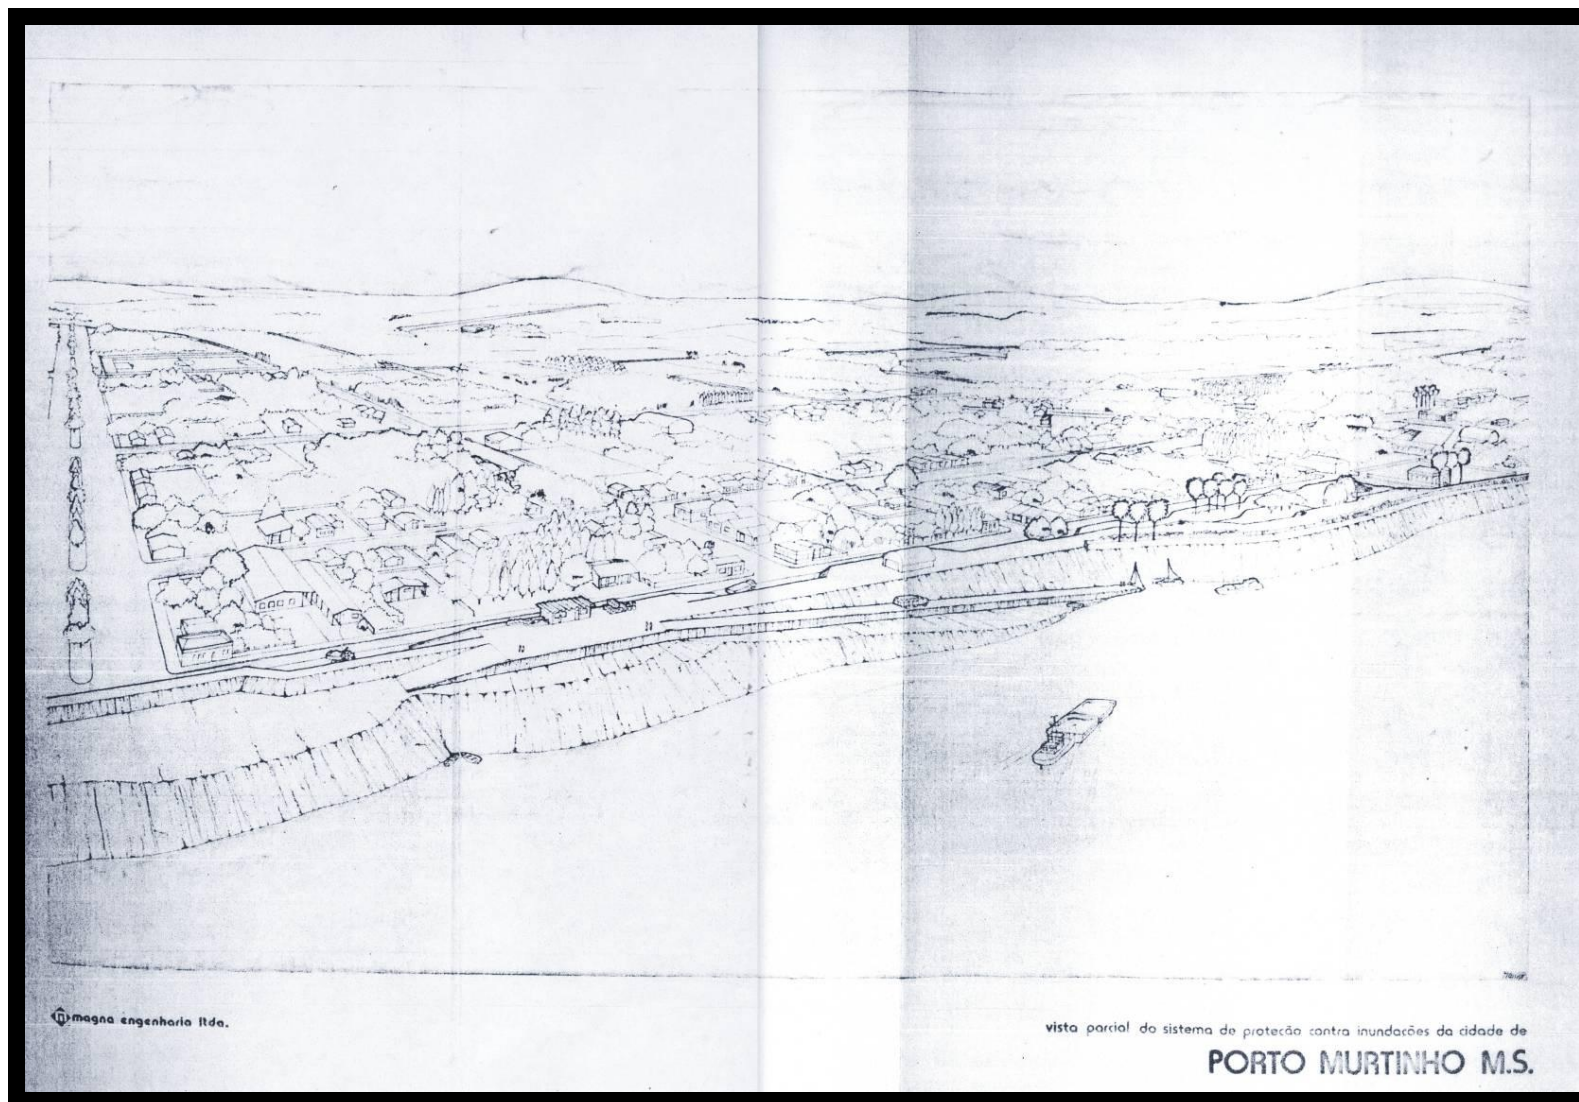 magna engenharia ltda.
vista parcial do sistema de proteção contra inundações da cidade de
PORTO MURTINHO M.S.